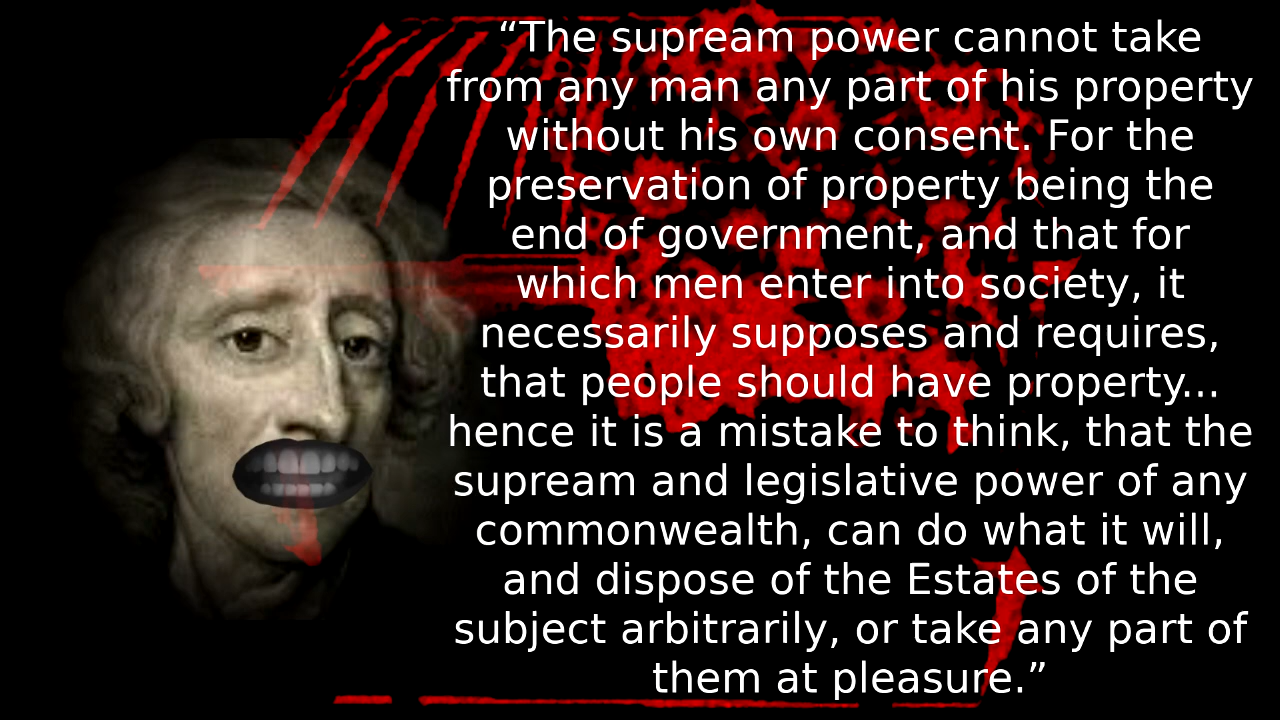 “The supream power cannot take
from any man any part of his property
without his own consent. For the
preservation of property being the
end of government, and that for
which men enter into society, it
necessarily supposes and requires,
that people should have property...
hence it is a mistake to think, that the
supream and legislative power of any
commonwealth, can do what it will,
and dispose of the Estates of the
subject arbitrarily, or take any part of
them at pleasure.”